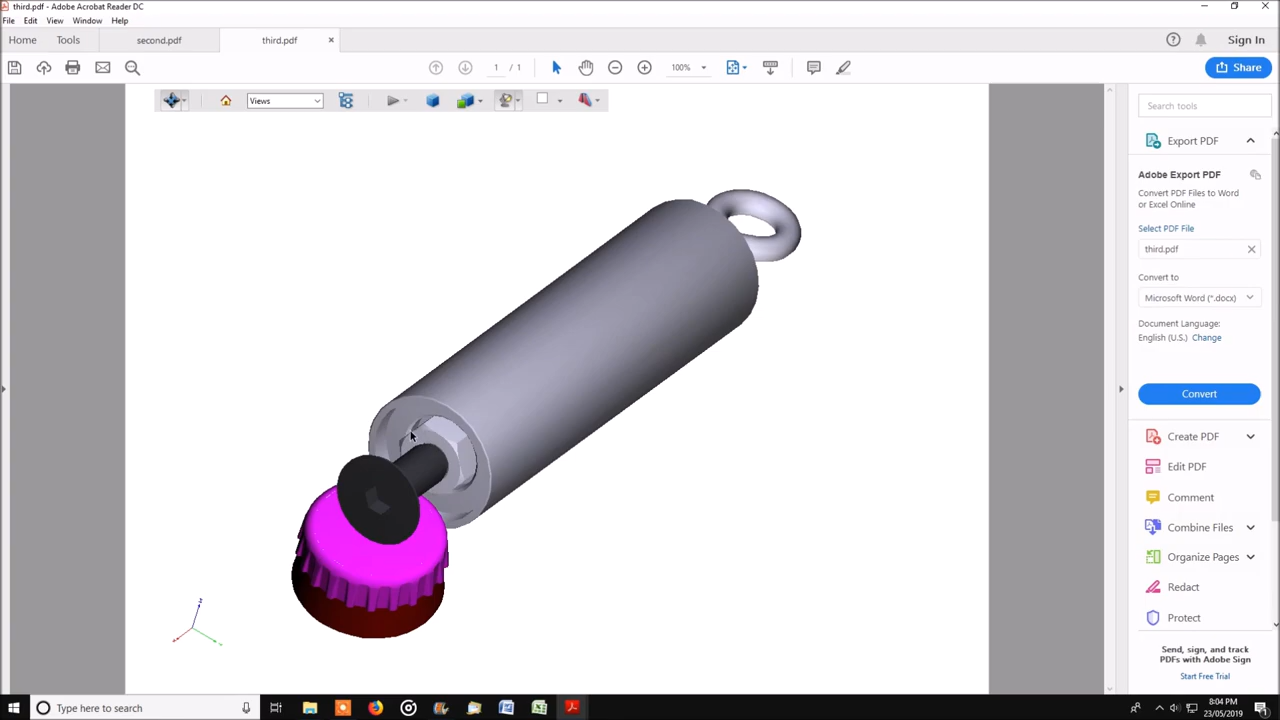 third.pdf - Adobe Acrobat Reader DC
File Edit View Window Help
Home Tools second.pdf third.pdf × Sign In
1 / 1 100% Share
Views
Search tools
Export PDF
Adobe Export PDF
Convert PDF Files to Word
or Excel Online
Select PDF File
third.pdf
Convert to
Microsoft Word (*.docx)
Document Language:
English (U.S.) Change
Convert
Create PDF
Edit PDF
Comment
Combine Files
Organize Pages
Redact
Protect
Send, sign, and track
PDFs with Adobe Sign
Start Free Trial
Type here to search
8:04 PM
23/05/2019